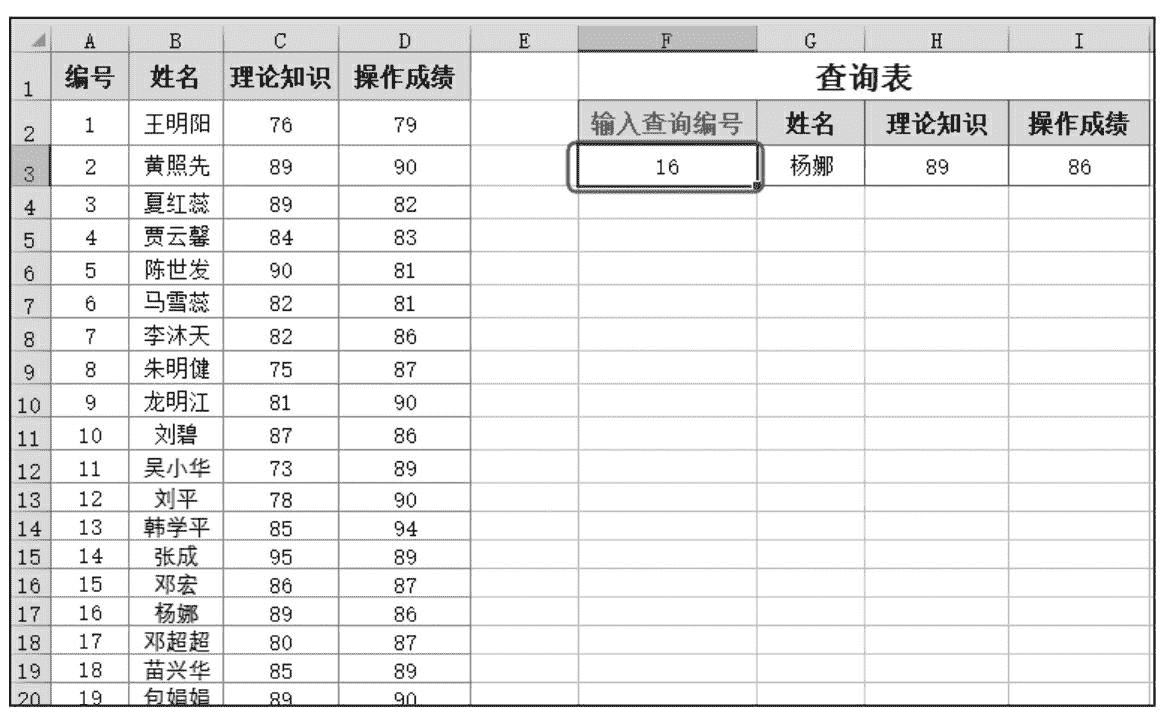 A B C D E F G H I
1 编号 姓名 理论知识 操作成绩 查询表
2 1 王明阳 76 79 输入查询编号 姓名 理论知识 操作成绩
3 2 黄照先 89 90 16 杨娜 89 86
4 3 夏红蕊 89 82
5 4 贾云馨 84 83
6 5 陈世发 90 81
7 6 马雪蕊 82 81
8 7 李沐天 82 86
9 8 朱明健 75 87
10 9 龙明江 81 90
11 10 刘碧 87 86
12 11 吴小华 73 89
13 12 刘平 78 90
14 13 韩学平 85 94
15 14 张成 95 89
16 15 邓宏 86 87
17 16 杨娜 89 86
18 17 邓超超 80 87
19 18 苗兴华 85 89
20 19 包娟娟 89 90